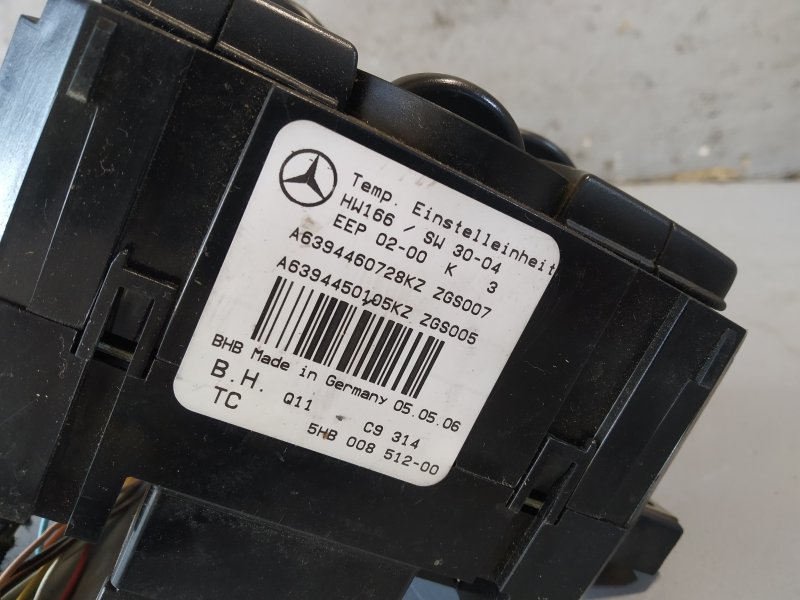 Temp. Einstelleinheit
HW166 / SW 30-04
EEP 02-00 K 3
A6394460728KZ ZGS007
A6394450105KZ ZGS005
BHB Made in Germany 05.05.06
B.H. Q11 C9 314
TC 5HB 008 512-00